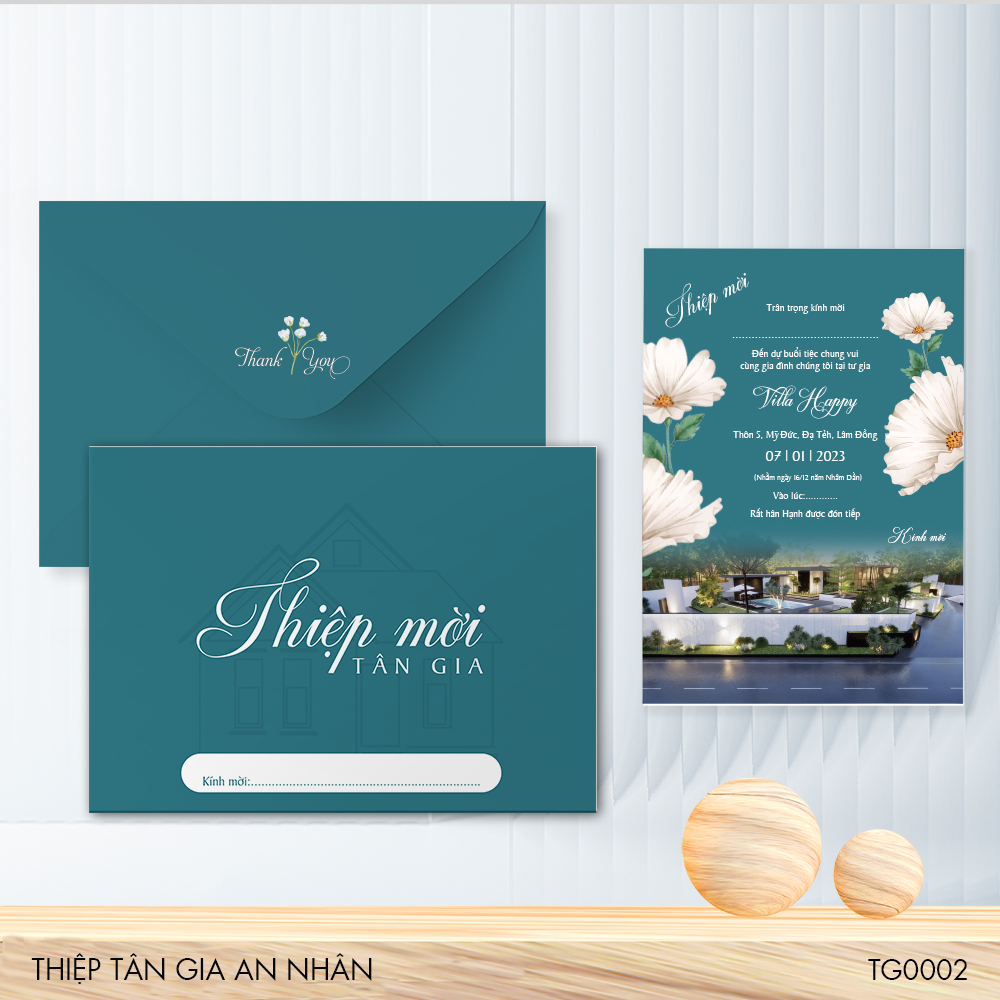 Thank You
Thiệp mời
TÂN GIA
Kính mời:................................................................
Thiệp mời
Trân trọng kính mời
................................................................
Đến dự buổi tiệc chung vui
cùng gia đình chúng tôi tại tư gia
Villa Happy
Thôn 5, Mỹ Đức, Đạ Tẻh, Lâm Đồng
07 | 01 | 2023
(Nhằm ngày 16/12 năm Nhâm Dần)
Vào lúc:............
Rất hân Hạnh được đón tiếp
Kính mời
THIỆP TÂN GIA AN NHÂN
TG0002